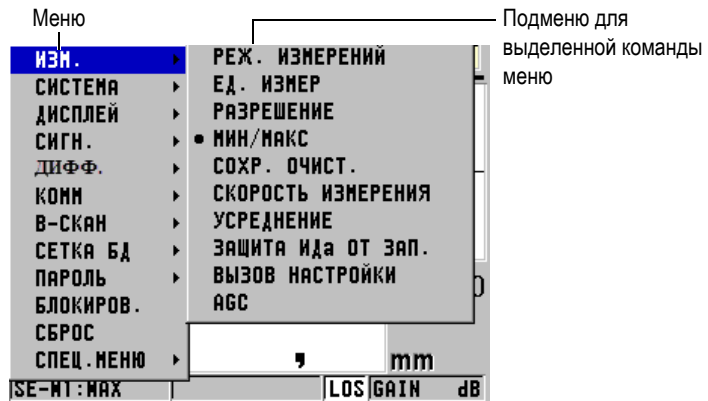 Меню
Подменю для
выделенной команды
меню
ИЗМ.
СИСТЕМА
ДИСПЛЕЙ
СИГН.
ДИФФ.
КОММ
В-СКАН
СЕТКА БД
ПАРОЛЬ
БЛОКИРОВ.
СБРОС
СПЕЦ.МЕНЮ
РЕЖ. ИЗМЕРЕНИЙ
ЕД. ИЗМЕР
РАЗРЕШЕНИЕ
МИН/МАКС
СОХР. ОЧИСТ.
СКОРОСТЬ ИЗМЕРЕНИЯ
УСРЕДНЕНИЕ
ЗАЩИТА ИДа ОТ ЗАП.
ВЫЗОВ НАСТРОЙКИ
AGC
, mm
SE-M1:MAX LOS GAIN dB